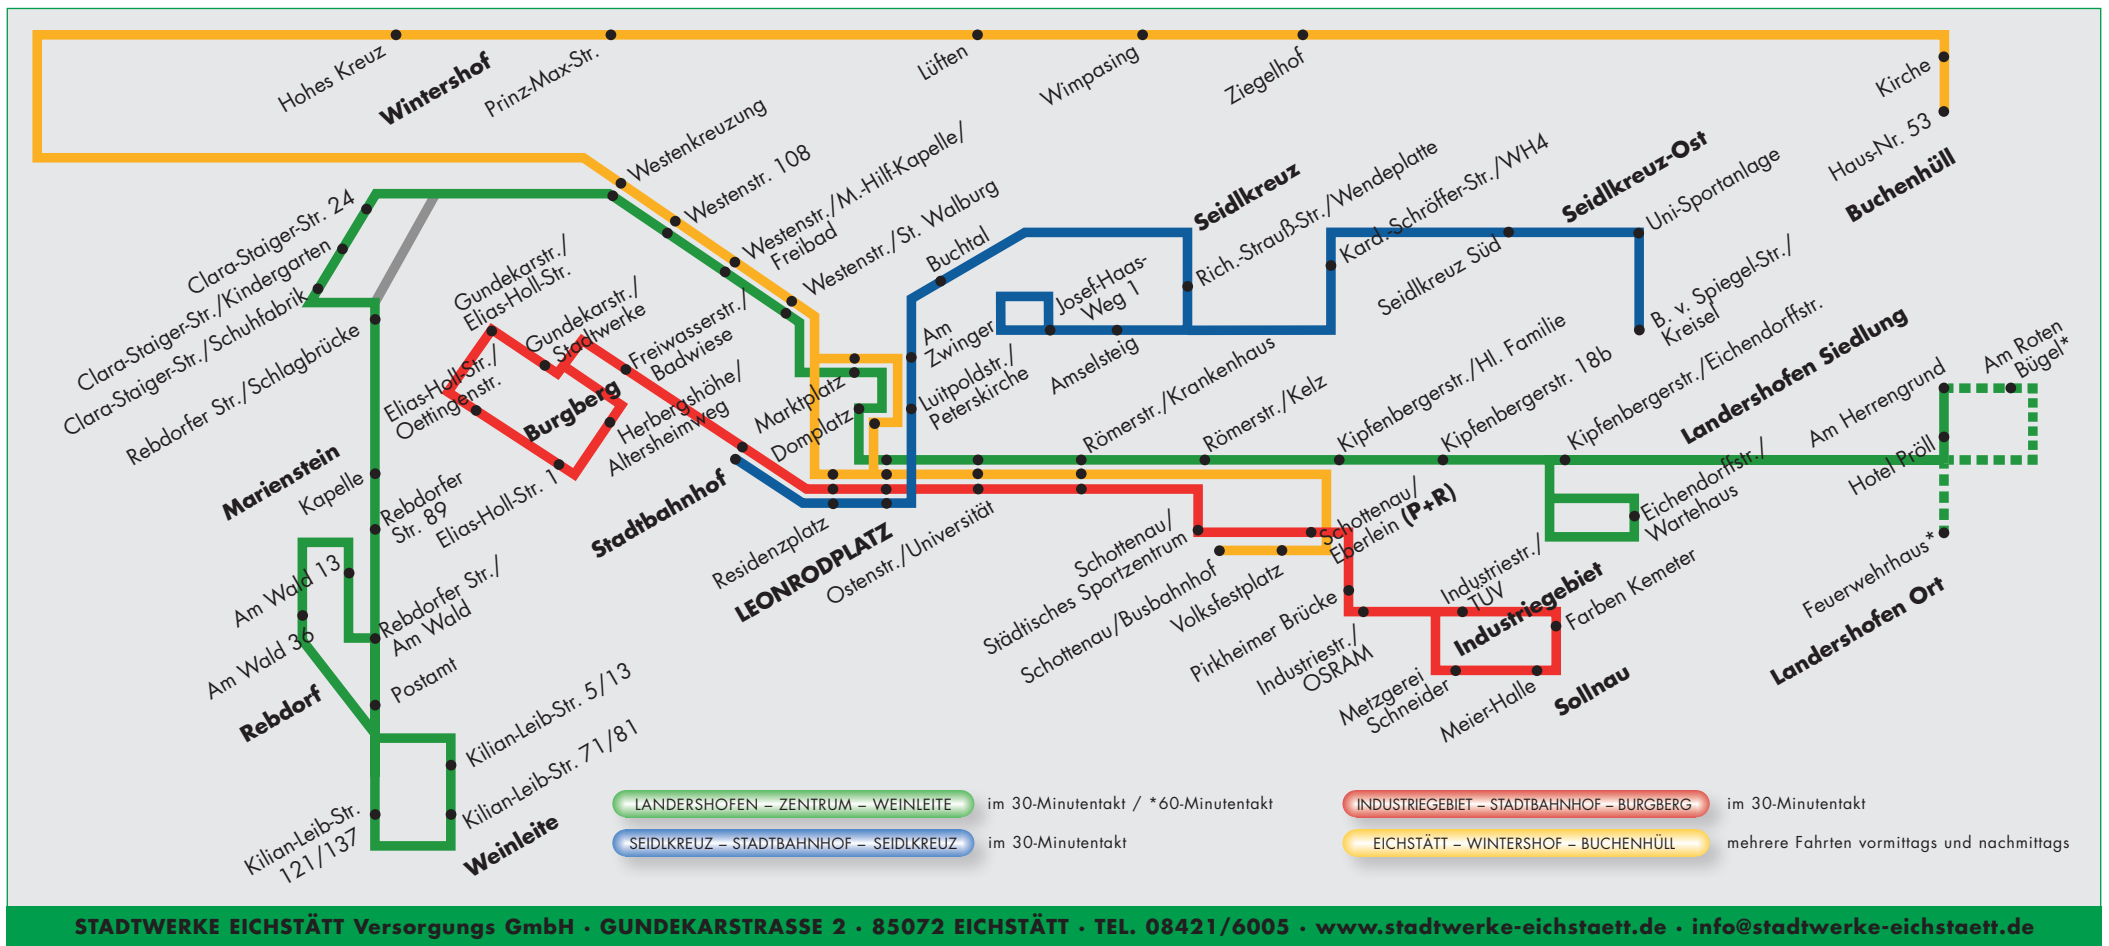 Hohes Kreuz
Wintershof
Prinz-Max-Str.
Lüften
Wimpasing
Ziegelhof
Kirche
Haus-Nr. 53
Buchenhüll
Westenkreuzung
Westenstr. 108
Westenstr./M.-Hilf-Kapelle/
Freibad
Westenstr./St. Walburg
Clara-Staiger-Str. 24
Clara-Staiger-Str./Kindergarten
Clara-Staiger-Str./Schuhfabrik
Rebdorfer Str./Schlagbrücke
Gundekarstr./
Elias-Holl-Str.
Gundekarstr./
Stadtwerke
Freiwasserstr./
Badwiese
Elias-Holl-Str./
Oettingenstr.
Burgberg
Herbergshöhe/
Altersheimweg
Elias-Holl-Str. 1
Marktplatz
Domplatz
Buchtal
Am
Zwinger
Luitpoldstr./
Peterskirche
Seidlkreuz
Josef-Haas-
Weg 1
Amselsteig
Rich.-Strauß-Str./Wendeplatte
Kard.-Schröffer-Str./WH4
Seidlkreuz-Ost
Seidlkreuz Süd
Uni-Sportanlage
B. v. Spiegel-Str./
Kreisel
Römerstr./Krankenhaus
Römerstr./Kelz
Kipfenbergerstr./Hl. Familie
Kipfenbergerstr. 18b
Kipfenbergerstr./Eichendorffstr.
Landershofen Siedlung
Eichendorffstr./
Wartehaus
Am Herrengrund
Hotel Pröll
Am Roten
Bügel*
Feuerwehrhaus*
Landershofen Ort
Marienstein
Kapelle
Rebdorfer
Str. 89
Am Wald 13
Am Wald 36
Rebdorfer Str./
Am Wald
Rebdorf
Postamt
Kilian-Leib-Str. 5/13
Kilian-Leib-Str. 71/81
Kilian-Leib-Str.
121/137
Weinleite
Stadtbahnhof
Residenzplatz
LEONRODPLATZ
Ostenstr./Universität
Schottenau/
Städtisches Sportzentrum
Schottenau/Busbahnhof
Volksfestplatz
Schottenau/
Eberlein (P+R)
Pirkheimer Brücke
Industriestr./
OSRAM
Industriestr./
TÜV
Industriegebiet
Farben Kemeter
Metzgerei
Schneider
Meier-Halle
Sollnau
LANDERSHOFEN – ZENTRUM – WEINLEITE im 30-Minutentakt / *60-Minutentakt
SEIDLKREUZ – STADTBAHNHOF – SEIDLKREUZ im 30-Minutentakt
INDUSTRIEGEBIET – STADTBAHNHOF – BURGBERG im 30-Minutentakt
EICHSTÄTT – WINTERSHOF – BUCHENHÜLL mehrere Fahrten vormittags und nachmittags
STADTWERKE EICHSTÄTT Versorgungs GmbH · GUNDEKARSTRASSE 2 · 85072 EICHSTÄTT · TEL. 08421/6005 · www.stadtwerke-eichstaett.de · info@stadtwerke-eichstaett.de